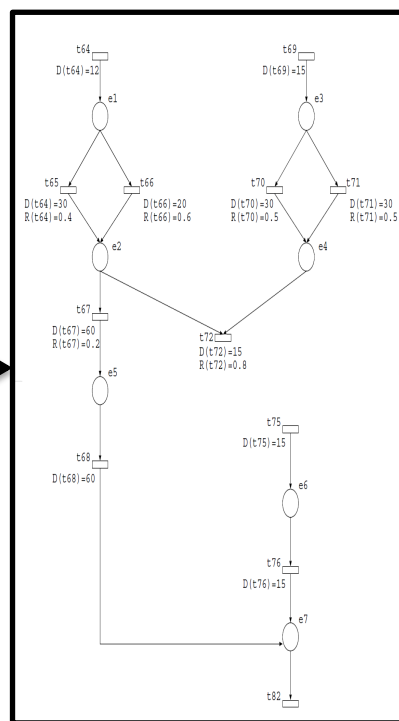 t64
D(t64)=12
t69
D(t69)=15
e1
e3
t65
D(t64)=30
R(t64)=0.4
t66
D(t66)=20
R(t66)=0.6
t70
D(t70)=30
R(t70)=0.5
t71
D(t71)=30
R(t71)=0.5
e2
e4
t67
D(t67)=60
R(t67)=0.2
t72
D(t72)=15
R(t72)=0.8
e5
t75
D(t75)=15
t68
D(t68)=60
e6
t76
D(t76)=15
e7
t82